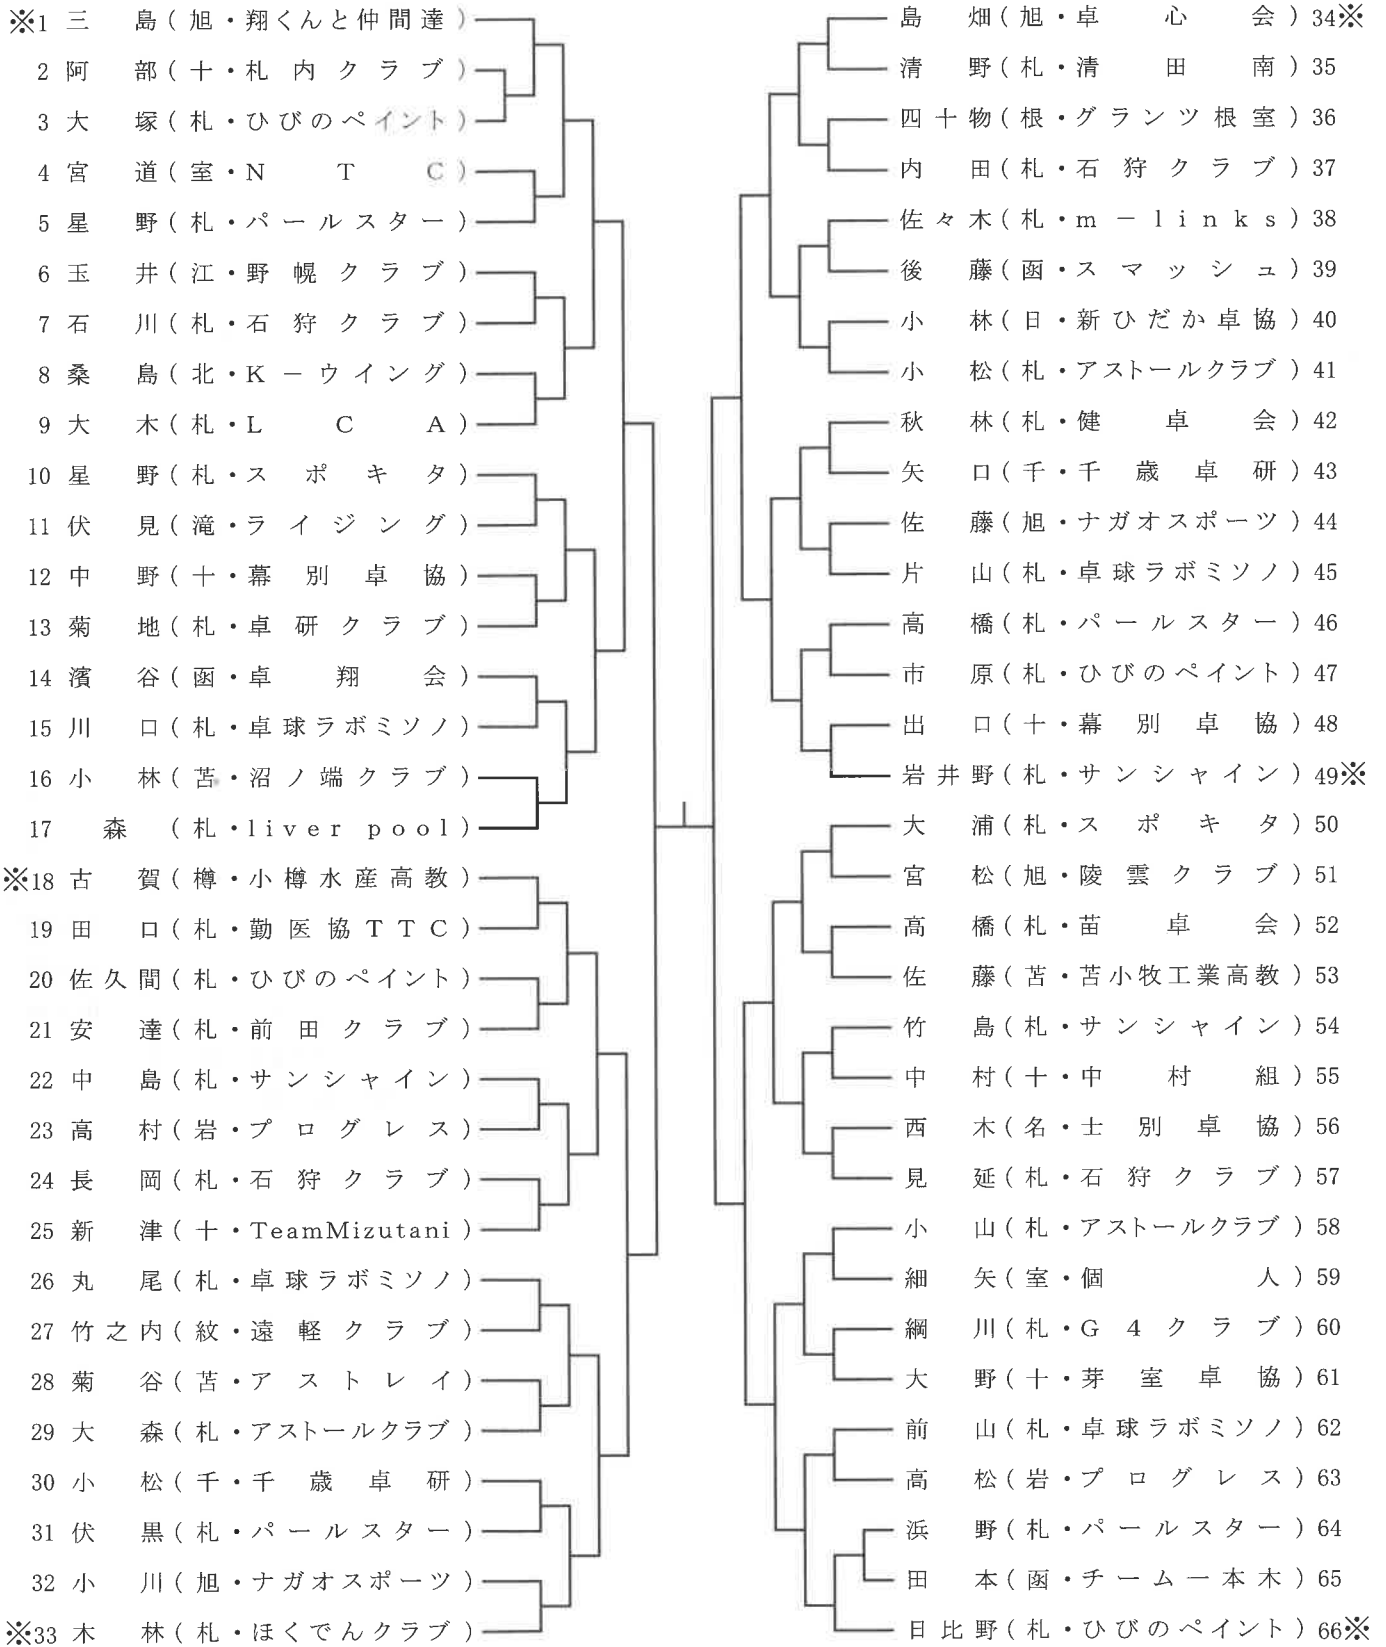 ※1 三島(旭・翔くんと仲間達)
2 阿部(十・札内クラブ)
3 大塚(札・ひびのペイント)
4 宮道(室・NTC)
5 星野(札・パールスター)
6 玉井(江・野幌クラブ)
7 石川(札・石狩クラブ)
8 桑島(北・K－ウイング)
9 大木(札・LCA)
10 星野(札・スポキタ)
11 伏見(滝・ライジング)
12 中野(十・幕別卓協)
13 菊地(札・卓研クラブ)
14 濱谷(函・卓翔会)
15 川口(札・卓球ラボミソノ)
16 小林(苫・沼ノ端クラブ)
17 森(札・liver pool)
※18 古賀(樽・小樽水産高教)
19 田口(札・勤医協TTC)
20 佐久間(札・ひびのペイント)
21 安達(札・前田クラブ)
22 中島(札・サンシャイン)
23 高村(岩・プログレス)
24 長岡(札・石狩クラブ)
25 新津(十・TeamMizutani)
26 丸尾(札・卓球ラボミソノ)
27 竹之内(紋・遠軽クラブ)
28 菊谷(苫・アストレイ)
29 大森(札・アストールクラブ)
30 小松(千・千歳卓研)
31 伏黒(札・パールスター)
32 小川(旭・ナガオスポーツ)
※33 木林(札・ほくでんクラブ)
島畑(旭・卓心会)34※
清野(札・清田南)35
四十物(根・グランツ根室)36
内田(札・石狩クラブ)37
佐々木(札・m－links)38
後藤(函・スマッシュ)39
小林(日・新ひだか卓協)40
小松(札・アストールクラブ)41
秋林(札・健卓会)42
矢口(千・千歳卓研)43
佐藤(旭・ナガオスポーツ)44
片山(札・卓球ラボミソノ)45
高橋(札・パールスター)46
市原(札・ひびのペイント)47
出口(十・幕別卓協)48
岩井野(札・サンシャイン)49※
大浦(札・スポキタ)50
宮松(旭・陵雲クラブ)51
高橋(札・苗卓会)52
佐藤(苫・苫小牧工業高教)53
竹島(札・サンシャイン)54
中村(十・中村組)55
西木(名・士別卓協)56
見延(札・石狩クラブ)57
小山(札・アストールクラブ)58
細矢(室・個人)59
綱川(札・G4クラブ)60
大野(十・芽室卓協)61
前山(札・卓球ラボミソノ)62
高松(岩・プログレス)63
浜野(札・パールスター)64
田本(函・チーム一本木)65
日比野(札・ひびのペイント)66※